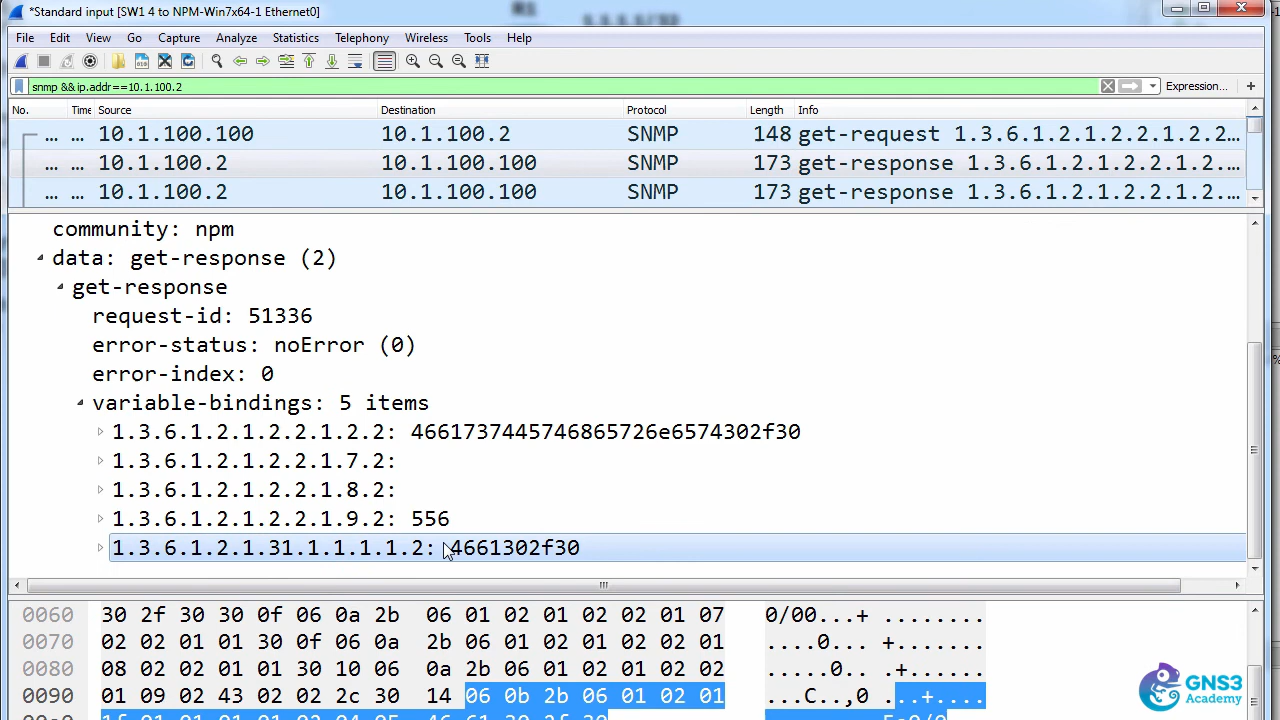 R1
1.1.1.1/32
*Standard input [SW1 4 to NPM-Win7x64-1 Ethernet0]
File Edit View Go Capture Analyze Statistics Telephony Wireless Tools Help
snmp && ip.addr==10.1.100.2 Expression... +
No. Time Source Destination Protocol Length Info
... ... 10.1.100.100 10.1.100.2 SNMP 148 get-request 1.3.6.1.2.1.2.2.1.2.2...
... ... 10.1.100.2 10.1.100.100 SNMP 173 get-response 1.3.6.1.2.1.2.2.1.2....
... ... 10.1.100.2 10.1.100.100 SNMP 173 get-response 1.3.6.1.2.1.2.2.1.2....
community: npm
data: get-response (2)
get-response
request-id: 51336
error-status: noError (0)
error-index: 0
variable-bindings: 5 items
1.3.6.1.2.1.2.2.1.2.2: 46617374457468657​26e6574302f30
1.3.6.1.2.1.2.2.1.7.2:
1.3.6.1.2.1.2.2.1.8.2:
1.3.6.1.2.1.2.2.1.9.2: 556
1.3.6.1.2.1.31.1.1.1.1.2: 4661302f30
0060 30 2f 30 30 0f 06 0a 2b 06 01 02 01 02 02 01 07 0/00...+ ........
0070 02 02 01 01 30 0f 06 0a 2b 06 01 02 01 02 02 01 ....0... +.......
0080 08 02 02 01 01 30 10 06 0a 2b 06 01 02 01 02 02 .....0.. .+......
0090 01 09 02 43 02 02 2c 30 14 06 0b 2b 06 01 02 01 ...C..,0 ..+....
GNS3
Academy